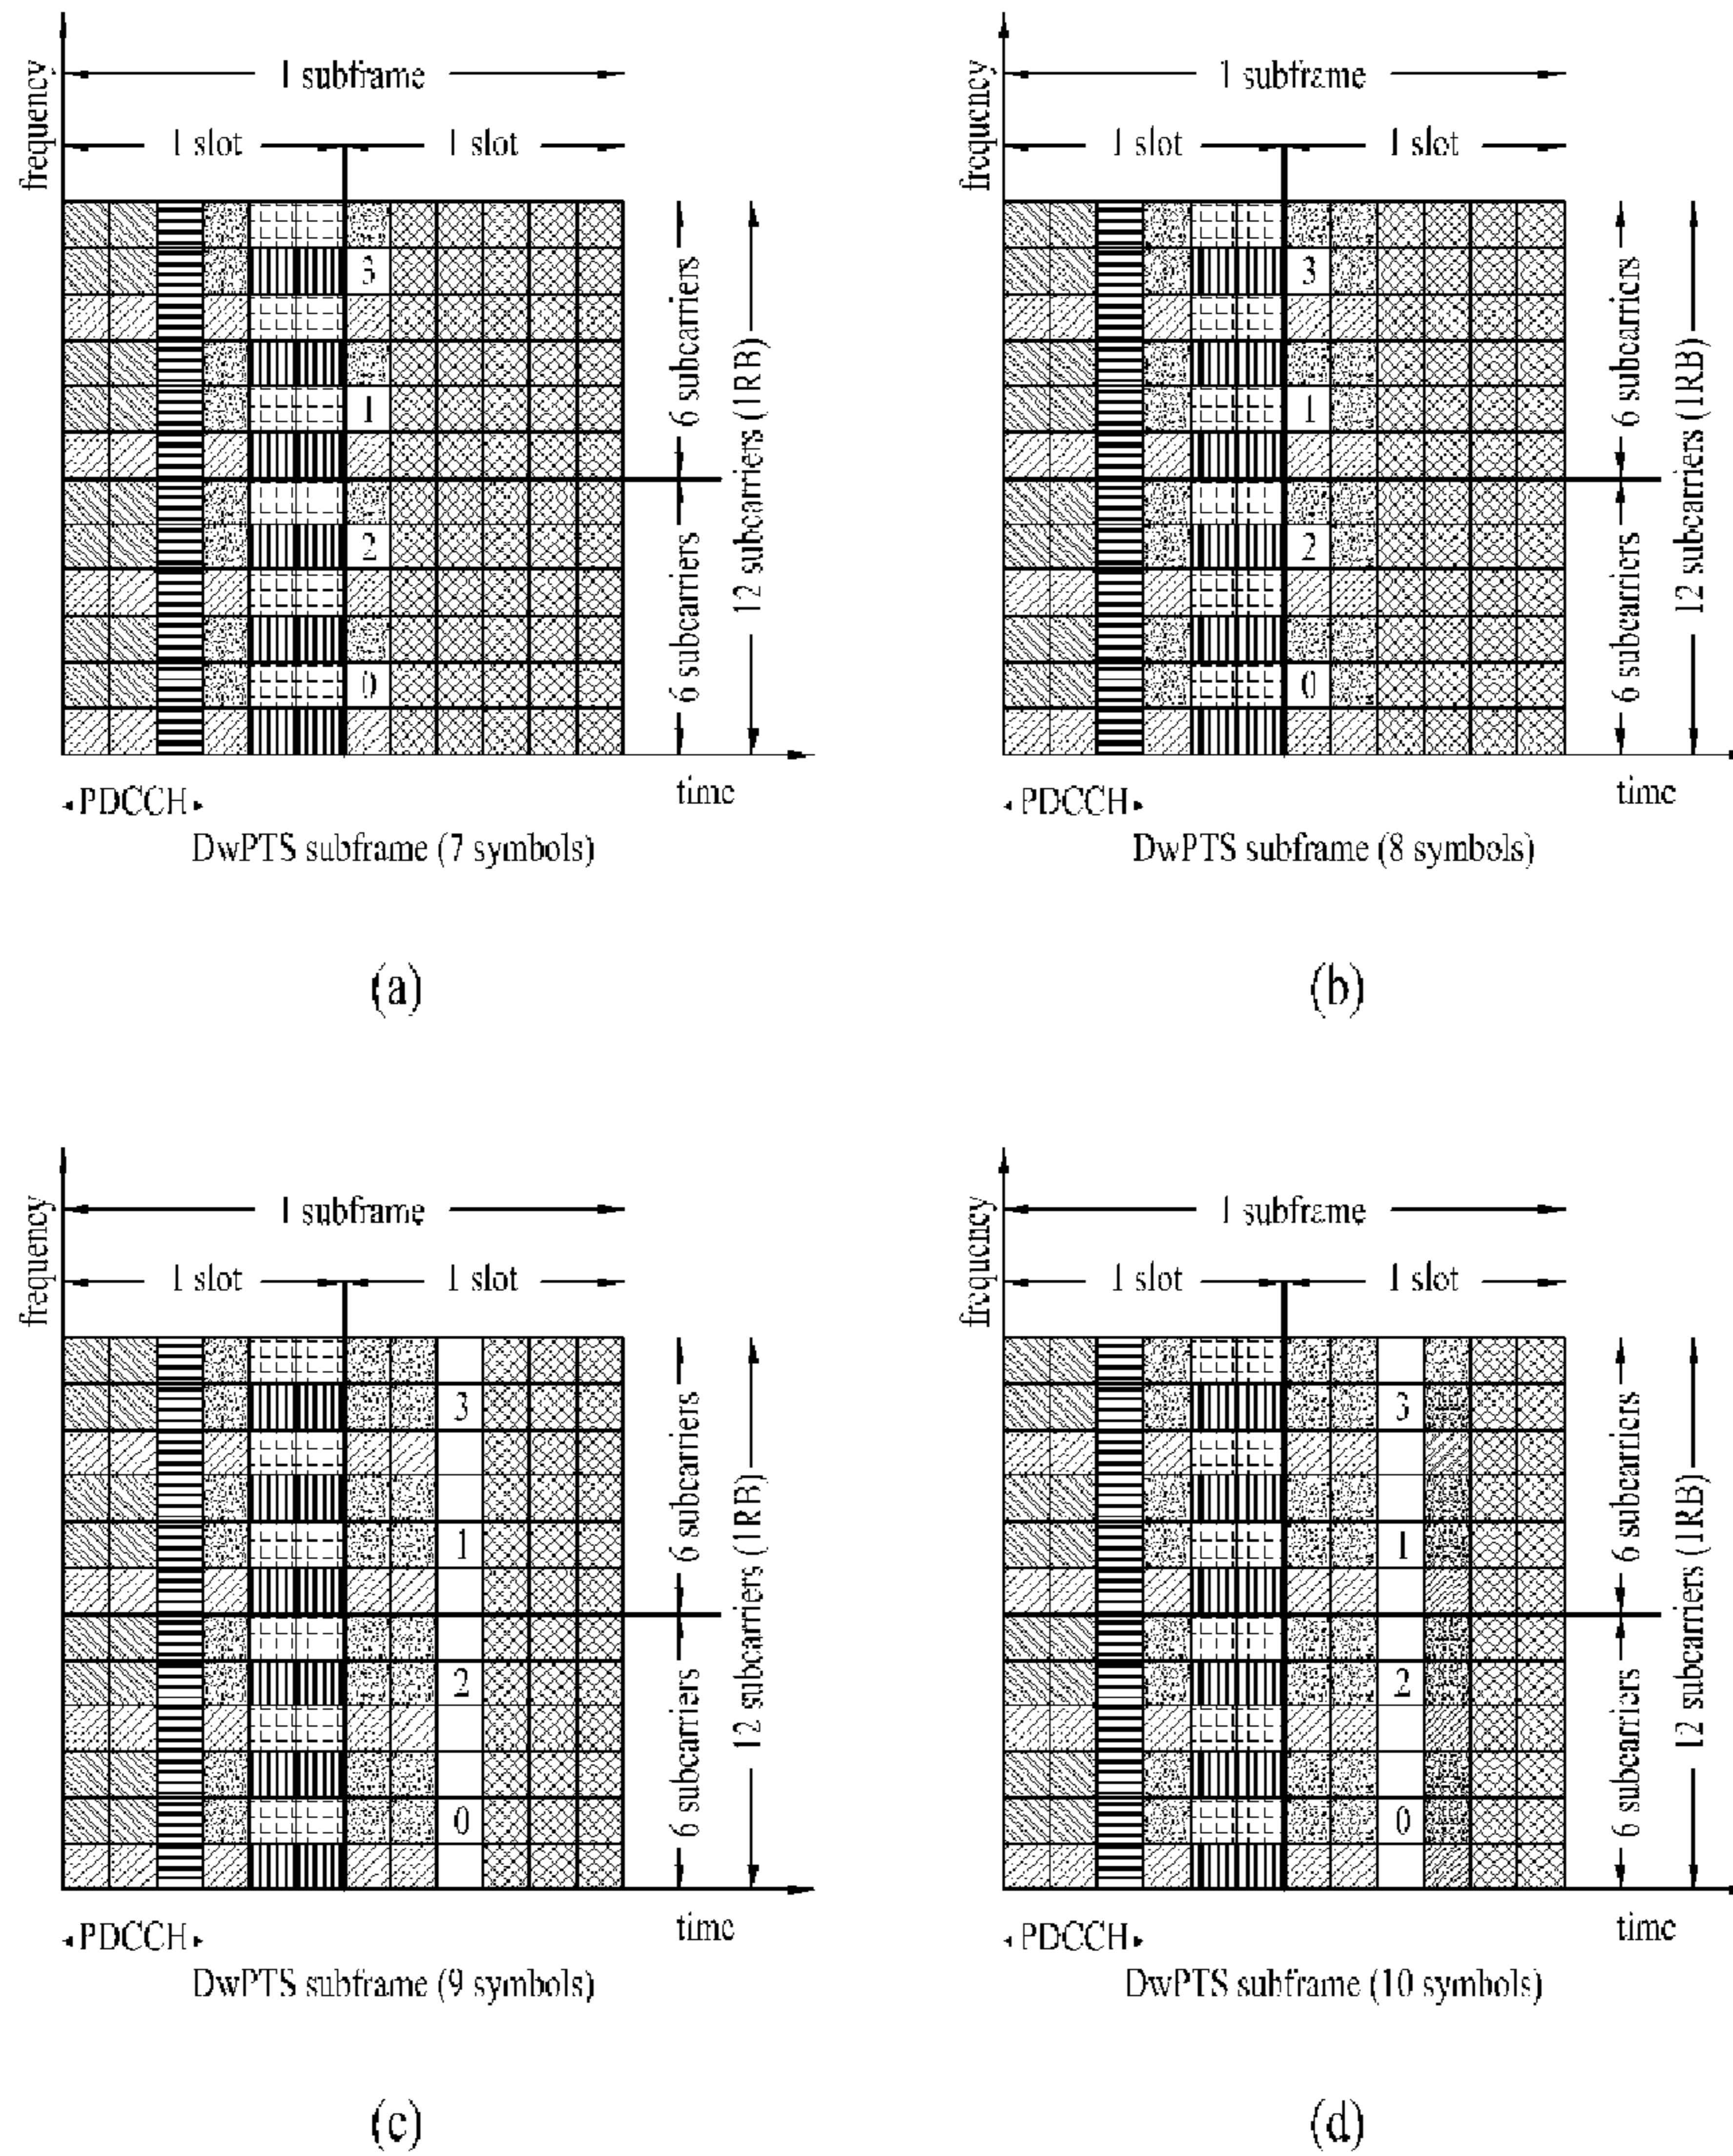 frequency
1 subframe
1 slot
1 slot
3
1
2
0
6 subcarriers
6 subcarriers
12 subcarriers (1RB)
time
PDCCH
DwPTS subframe (7 symbols)
(a)
frequency
1 subframe
1 slot
1 slot
3
1
2
0
6 subcarriers
6 subcarriers
12 subcarriers (1RB)
time
PDCCH
DwPTS subframe (8 symbols)
(b)
frequency
1 subframe
1 slot
1 slot
3
1
2
0
6 subcarriers
6 subcarriers
12 subcarriers (1RB)
time
PDCCH
DwPTS subframe (9 symbols)
(c)
frequency
1 subframe
1 slot
1 slot
3
1
2
0
6 subcarriers
6 subcarriers
12 subcarriers (1RB)
time
PDCCH
DwPTS subframe (10 symbols)
(d)